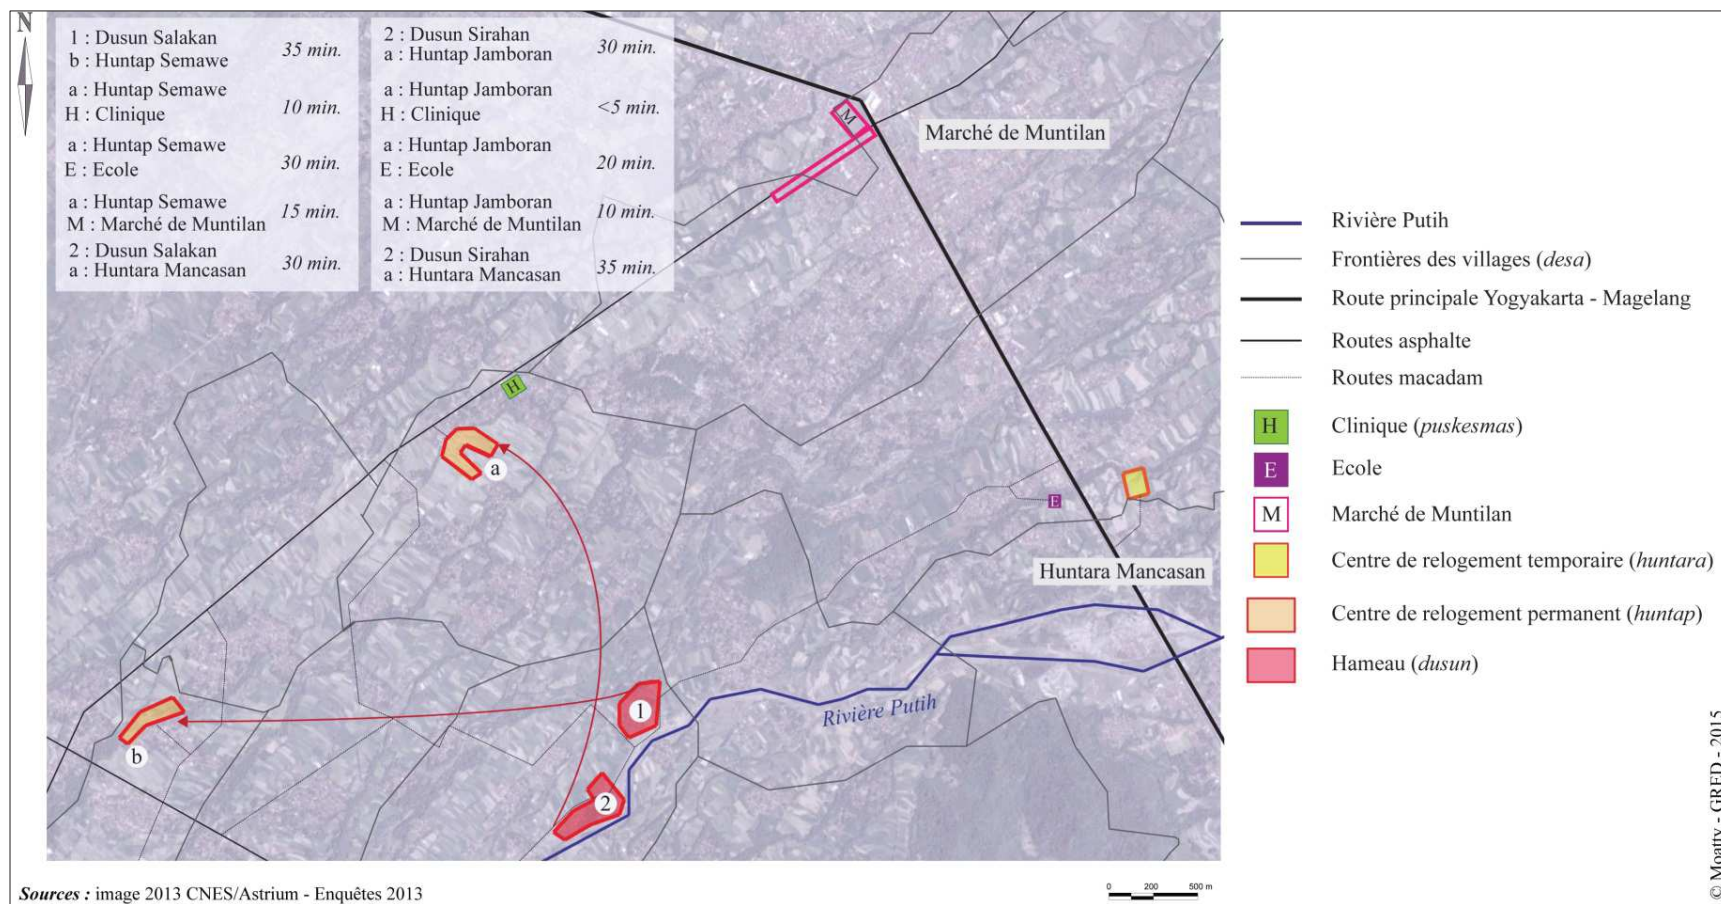 N
1 : Dusun Salakan
b : Huntap Semawe
35 min.
a : Huntap Semawe
H : Clinique
10 min.
a : Huntap Semawe
E : Ecole
30 min.
a : Huntap Semawe
M : Marché de Muntilan
15 min.
2 : Dusun Salakan
a : Huntara Mancasan
30 min.
2 : Dusun Sirahan
a : Huntap Jamboran
30 min.
a : Huntap Jamboran
H : Clinique
<5 min.
a : Huntap Jamboran
E : Ecole
20 min.
a : Huntap Jamboran
M : Marché de Muntilan
10 min.
2 : Dusun Sirahan
a : Huntara Mancasan
35 min.
M
Marché de Muntilan
H
a
E
Huntara Mancasan
1
Rivière Putih
b
2
Rivière Putih
Frontières des villages (desa)
Route principale Yogyakarta - Magelang
Routes asphalte
Routes macadam
H
Clinique (puskesmas)
E
Ecole
M
Marché de Muntilan
Centre de relogement temporaire (huntara)
Centre de relogement permanent (huntap)
Hameau (dusun)
© Moatty - GRED - 2015
Sources : image 2013 CNES/Astrium - Enquêtes 2013
0 200 500 m